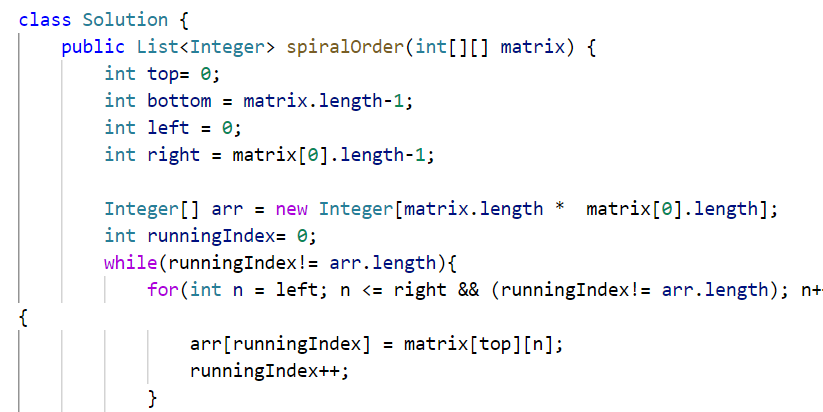 class Solution {
public List<Integer> spiralOrder(int[][] matrix) {
int top= 0;
int bottom = matrix.length-1;
int left = 0;
int right = matrix[0].length-1;
Integer[] arr = new Integer[matrix.length *  matrix[0].length];
int runningIndex= 0;
while(runningIndex!= arr.length){
for(int n = left; n <= right && (runningIndex!= arr.length); n+
{
arr[runningIndex] = matrix[top][n];
runningIndex++;
}